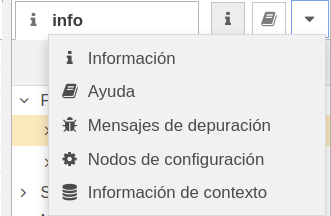 info
Información
Ayuda
Mensajes de depuración
Nodos de configuración
Información de contexto